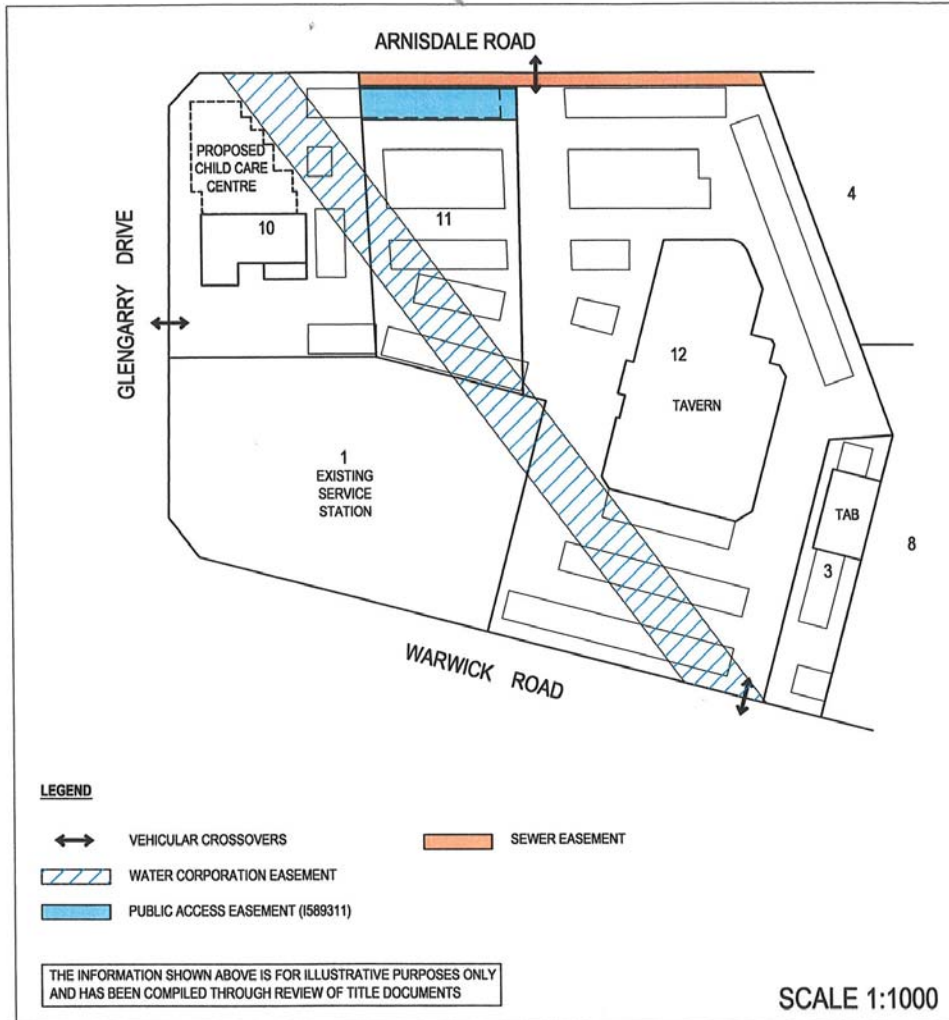 ARNISDALE ROAD
PROPOSED
CHILD CARE
CENTRE
10
11
4
GLENGARRY DRIVE
12
TAVERN
1
EXISTING
SERVICE
STATION
TAB
8
3
WARWICK ROAD
LEGEND
VEHICULAR CROSSOVERS
SEWER EASEMENT
WATER CORPORATION EASEMENT
PUBLIC ACCESS EASEMENT (I589311)
THE INFORMATION SHOWN ABOVE IS FOR ILLUSTRATIVE PURPOSES ONLY
AND HAS BEEN COMPILED THROUGH REVIEW OF TITLE DOCUMENTS
SCALE 1:1000